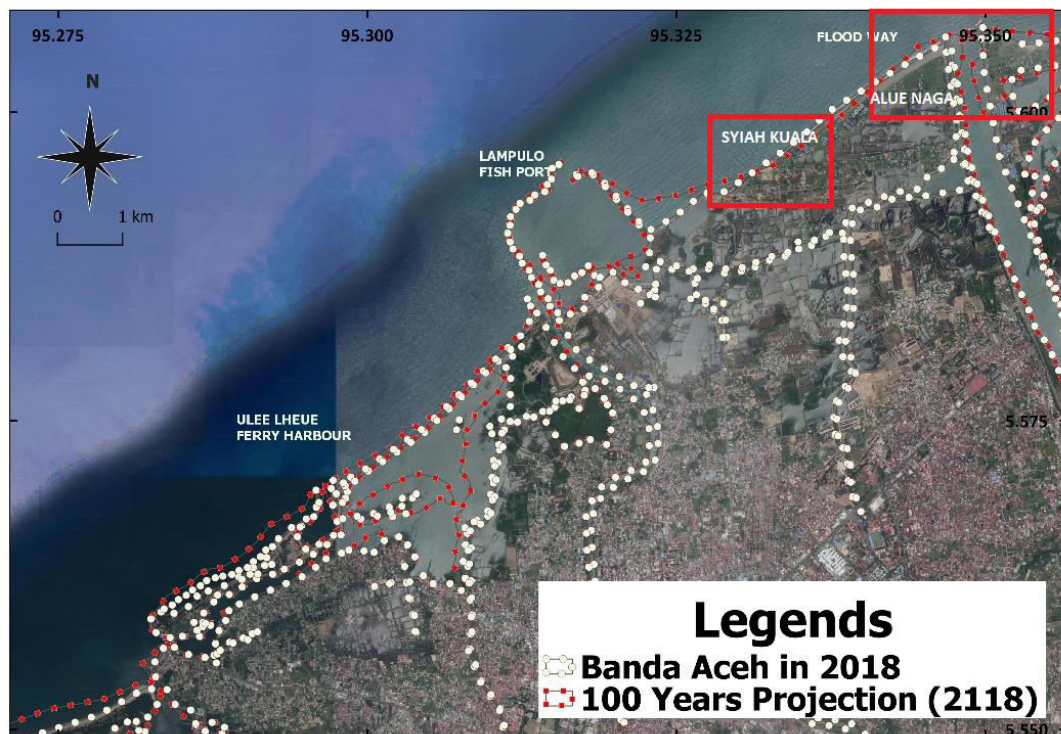 95.275
95.300
95.325
95.350
FLOOD WAY
N
ALUE NAGA
5.600
SYIAH KUALA
LAMPULO
FISH PORT
0 1 km
ULEE LHEUE
FERRY HARBOUR
5.575
Legends
Banda Aceh in 2018
100 Years Projection (2118)
5.550